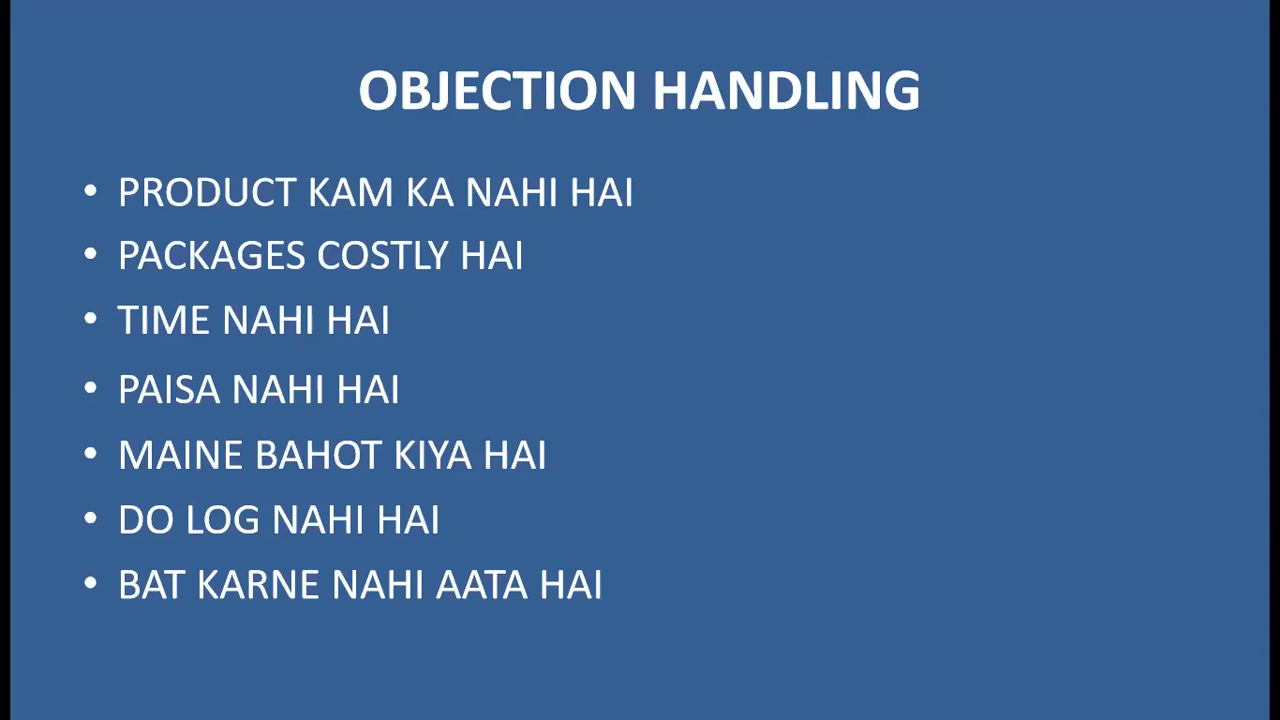 OBJECTION HANDLING
• PRODUCT KAM KA NAHI HAI
• PACKAGES COSTLY HAI
• TIME NAHI HAI
• PAISA NAHI HAI
• MAINE BAHOT KIYA HAI
• DO LOG NAHI HAI
• BAT KARNE NAHI AATA HAI